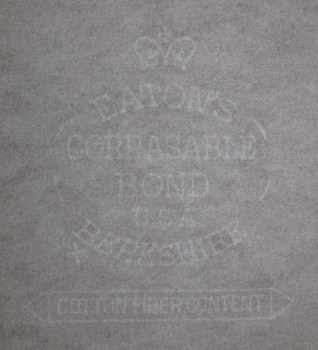 EATON'S
CORRASABLE
BOND
U.S.A.
BERKSHIRE
COTTON FIBER CONTENT